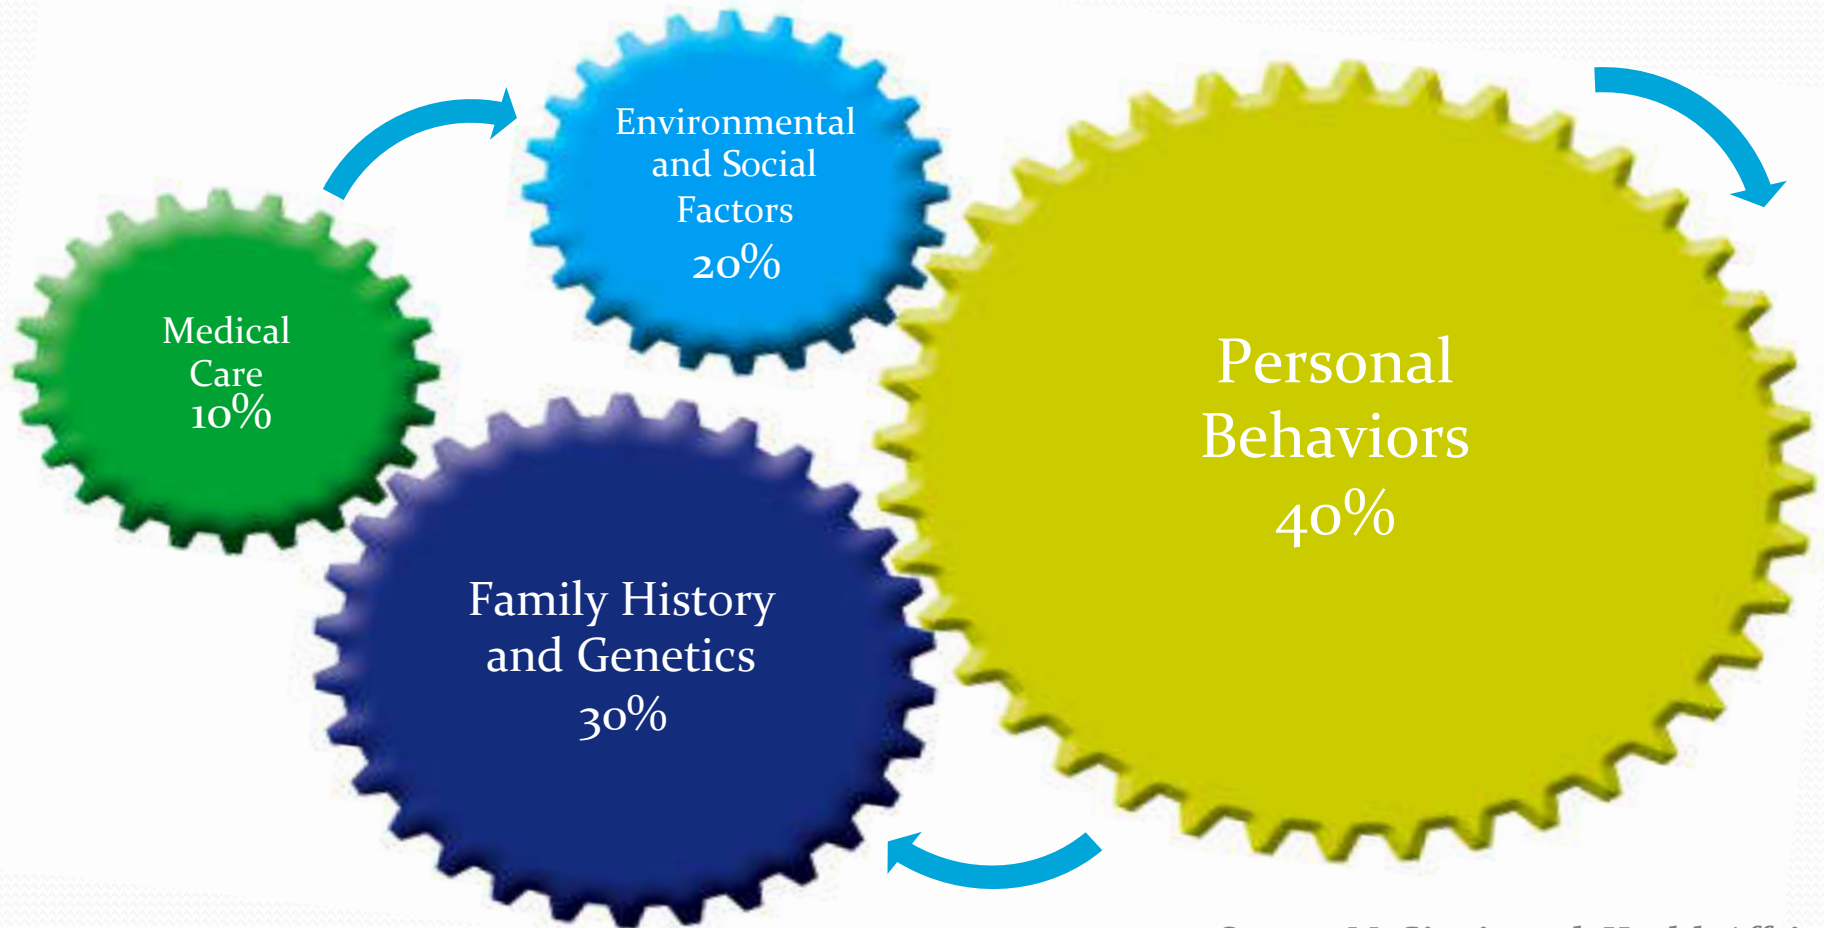 Environmental
and Social
Factors
20%
Medical
Care
10%
Personal
Behaviors
40%
Family History
and Genetics
30%